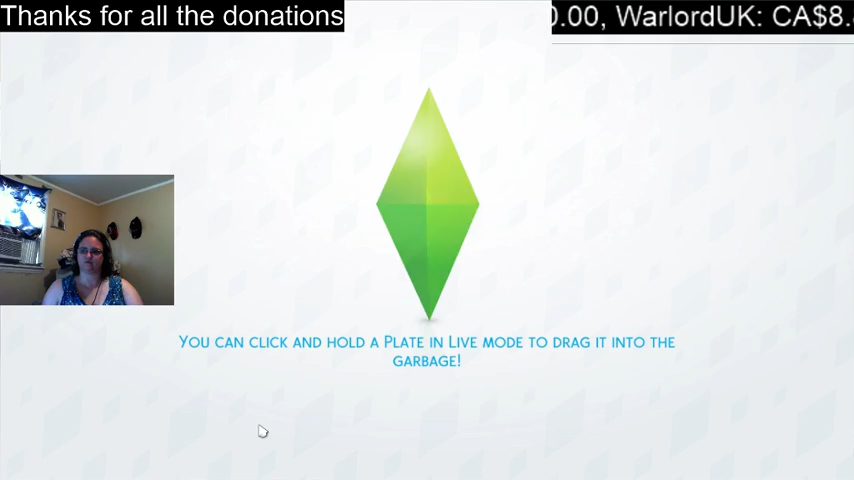 Thanks for all the donations
0.00, WarlordUK: CA$8.
You can click and hold a Plate in Live mode to drag it into the
garbage!